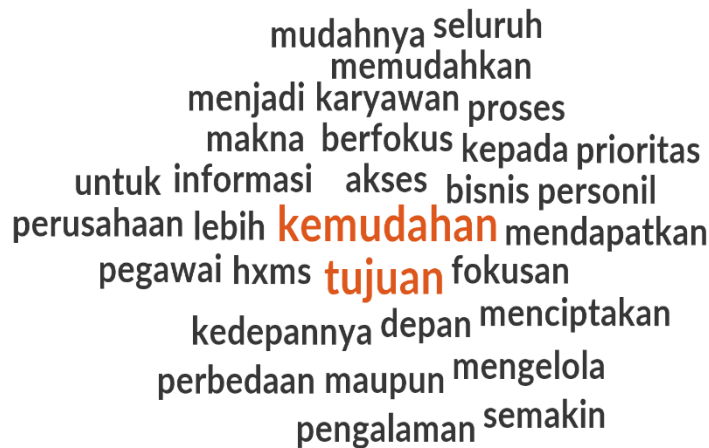 mudahnya seluruh
memudahkan
menjadi karyawan proses
makna berfokus kepada prioritas
untuk informasi akses bisnis personil
perusahaan lebih kemudahan mendapatkan
pegawai hxms tujuan fokusan
kedepannya depan menciptakan
perbedaan maupun mengelola
pengalaman semakin